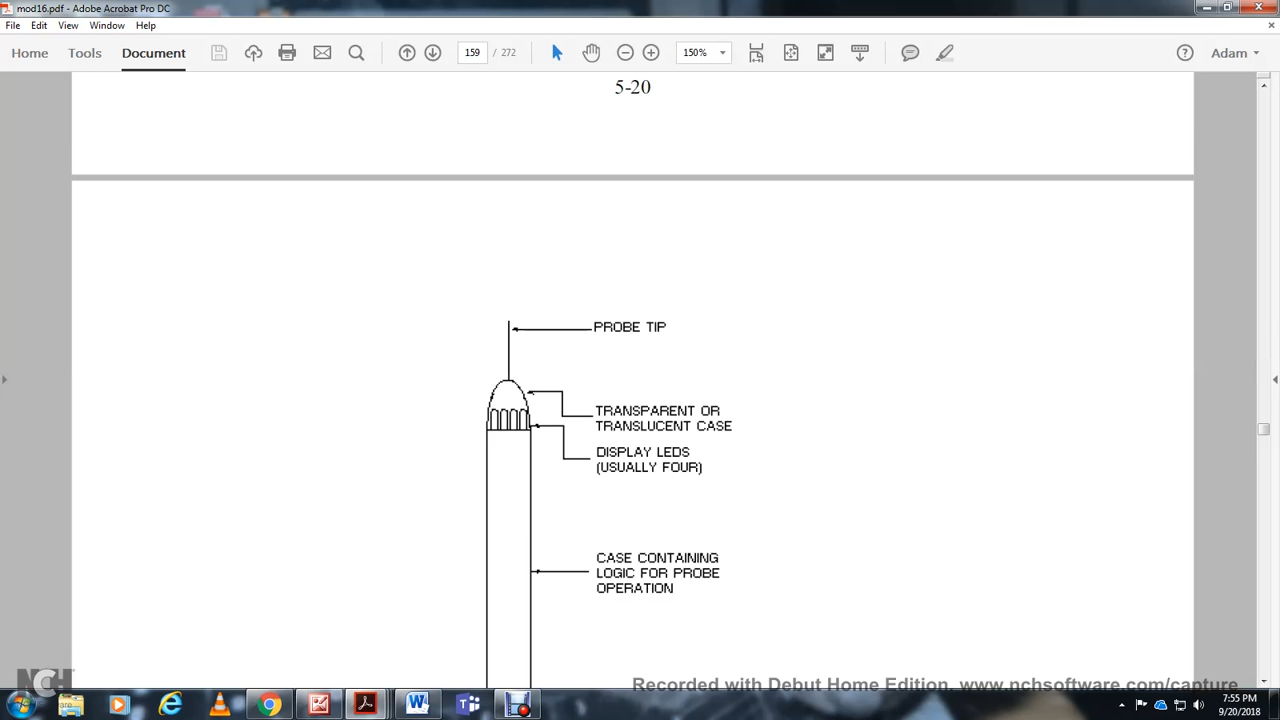 mod16.pdf - Adobe Acrobat Pro DC
File Edit View Window Help
Home Tools Document 159 / 272 150% Adam
5-20
PROBE TIP
TRANSPARENT OR
TRANSLUCENT CASE
DISPLAY LEDS
(USUALLY FOUR)
CASE CONTAINING
LOGIC FOR PROBE
OPERATION
NCH
Recorded with Debut Home Edition. www.nchsoftware.com/capture
7:55 PM
9/20/2018